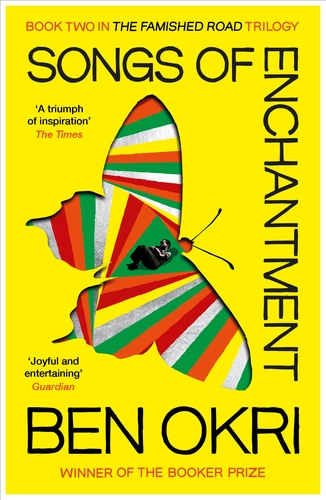 BOOK TWO IN THE FAMISHED ROAD TRILOGY
SONGS OF
ENCHANTMENT
‘A triumph
of inspiration’
The Times
‘Joyful and
entertaining’
Guardian
BEN OKRI
WINNER OF THE BOOKER PRIZE